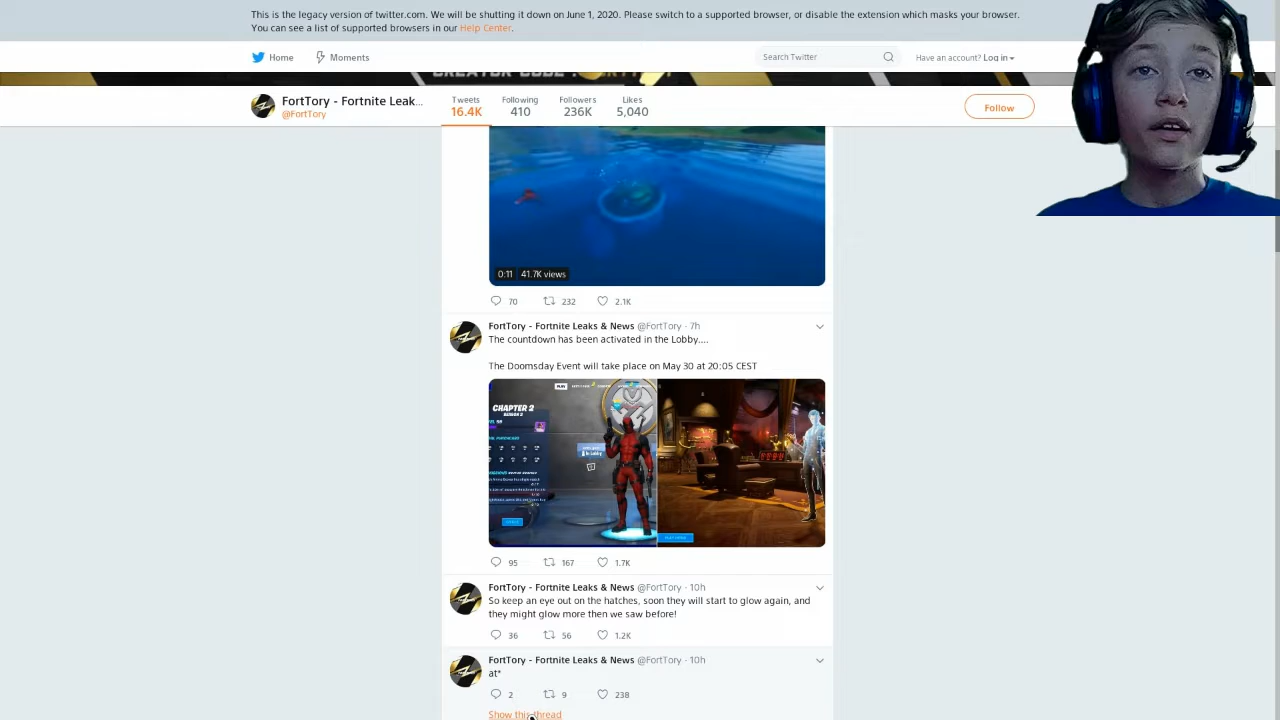 This is the legacy version of twitter.com. We will be shutting it down on June 1, 2020. Please switch to a supported browser, or disable the extension which masks your browser.
You can see a list of supported browsers in our Help Center.
Home
Moments
Search Twitter
Have an account? Log in
FortTory - Fortnite Leak...
@FortTory
Tweets
16.4K
Following
410
Followers
236K
Likes
5,040
Follow
0:11 41.7K views
70 232 2.1K
FortTory - Fortnite Leaks & News @FortTory · 7h
The countdown has been activated in the Lobby....
The Doomsday Event will take place on May 30 at 20:05 CEST
CHAPTER 2
95 167 1.7K
FortTory - Fortnite Leaks & News @FortTory · 10h
So keep an eye out on the hatches, soon they will start to glow again, and
they might glow more then we saw before!
36 56 1.2K
FortTory - Fortnite Leaks & News @FortTory · 10h
at*
2 9 238
Show this thread